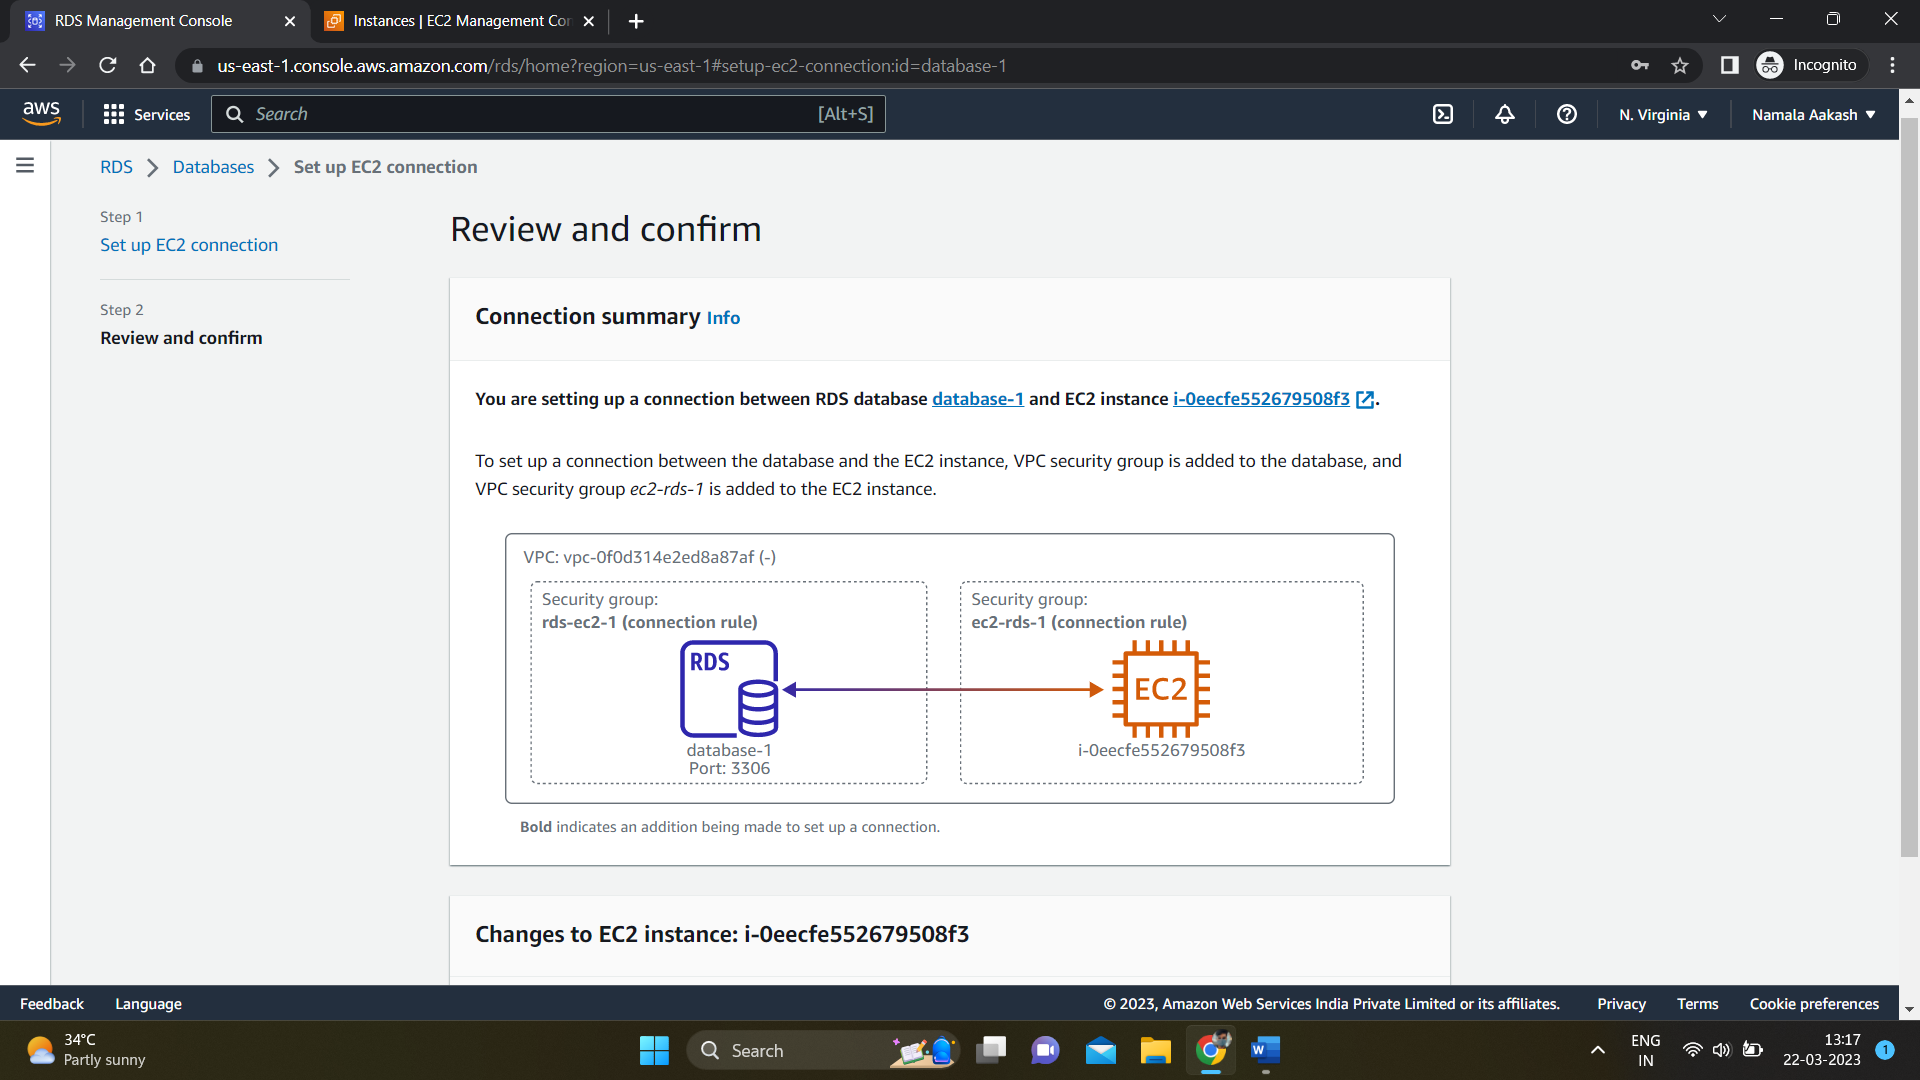 RDS Management Console
Instances | EC2 Management Con
us-east-1.console.aws.amazon.com/rds/home?region=us-east-1#setup-ec2-connection:id=database-1
Incognito
aws
Services
Search
[Alt+S]
N. Virginia
Namala Aakash
RDS
Databases
Set up EC2 connection
Step 1
Set up EC2 connection
Step 2
Review and confirm
Review and confirm
Connection summary Info
You are setting up a connection between RDS database database-1 and EC2 instance i-0eecfe552679508f3 .
To set up a connection between the database and the EC2 instance, VPC security group is added to the database, and
VPC security group ec2-rds-1 is added to the EC2 instance.
VPC: vpc-0f0d314e2ed8a87af (-)
Security group:
rds-ec2-1 (connection rule)
RDS
database-1
Port: 3306
Security group:
ec2-rds-1 (connection rule)
EC2
i-0eecfe552679508f3
Bold indicates an addition being made to set up a connection.
Changes to EC2 instance: i-0eecfe552679508f3
Feedback
Language
© 2023, Amazon Web Services India Private Limited or its affiliates.
Privacy
Terms
Cookie preferences
34°C
Partly sunny
Search
W
ENG
IN
13:17
22-03-2023
1